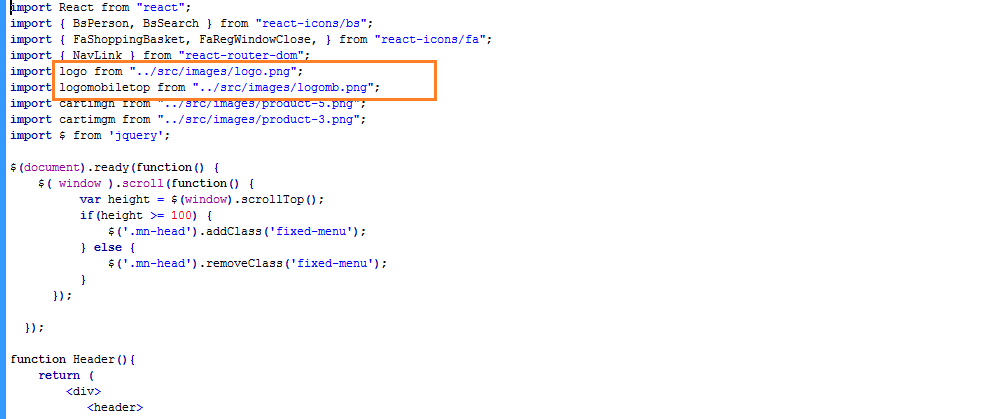 import React from "react";
import { BsPerson, BsSearch } from "react-icons/bs";
import { FaShoppingBasket, FaRegWindowClose, } from "react-icons/fa";
import { NavLink } from "react-router-dom";
import logo from "../src/images/logo.png";
import logomobiletop from "../src/images/logomb.png";
import cartimgh from "../src/images/product-5.png";
import cartimgm from "../src/images/product-3.png";
import $ from 'jquery';
$(document).ready(function() {
$( window ).scroll(function() {
var height = $(window).scrollTop();
if(height >= 100) {
$('.mn-head').addClass('fixed-menu');
} else {
$('.mn-head').removeClass('fixed-menu');
}
});
});
function Header(){
return (
<div>
<header>